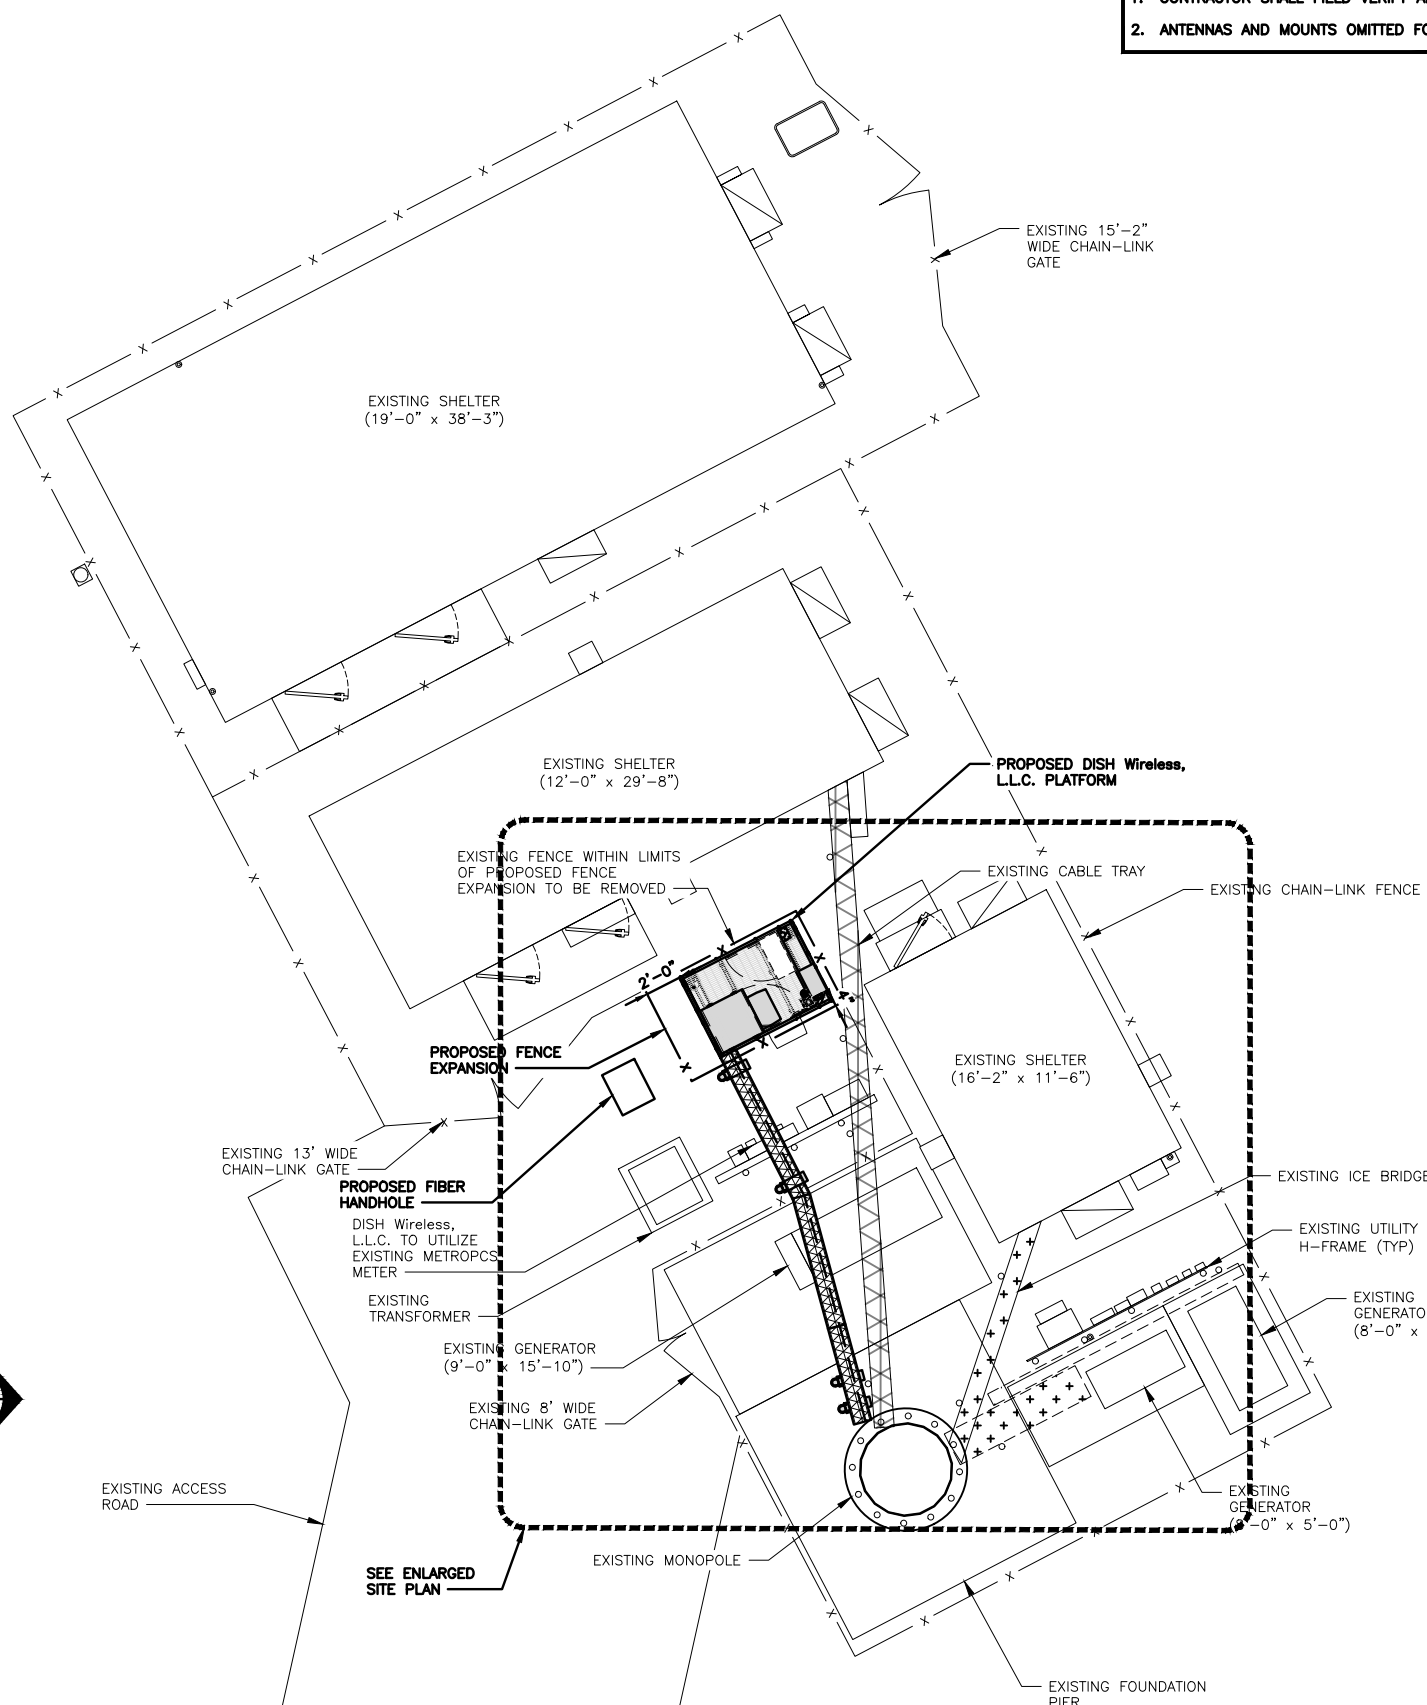 2. ANTENNAS AND MOUNTS OMITTED FO
EXISTING 15'-2"
WIDE CHAIN-LINK
GATE
EXISTING SHELTER
(19'-0" x 38'-3")
EXISTING SHELTER
(12'-0" x 29'-8")
PROPOSED DISH Wireless,
L.L.C. PLATFORM
EXISTING FENCE WITHIN LIMITS
OF PROPOSED FENCE
EXPANSION TO BE REMOVED
EXISTING CABLE TRAY
EXISTING CHAIN-LINK FENCE
2'-0"
PROPOSED FENCE
EXPANSION
EXISTING SHELTER
(16'-2" x 11'-6")
EXISTING 13' WIDE
CHAIN-LINK GATE
PROPOSED FIBER
HANDHOLE
DISH Wireless,
L.L.C. TO UTILIZE
EXISTING METROPCS
METER
EXISTING ICE BRIDGE
EXISTING UTILITY
H-FRAME (TYP)
EXISTING
TRANSFORMER
EXISTING
GENERATO
(8'-0" x
EXISTING GENERATOR
(9'-0" x 15'-10")
EXISTING 8' WIDE
CHAIN-LINK GATE
EXISTING ACCESS
ROAD
EXISTING
GENERATOR
(8'-0" x 5'-0")
EXISTING MONOPOLE
SEE ENLARGED
SITE PLAN
EXISTING FOUNDATION
PIER